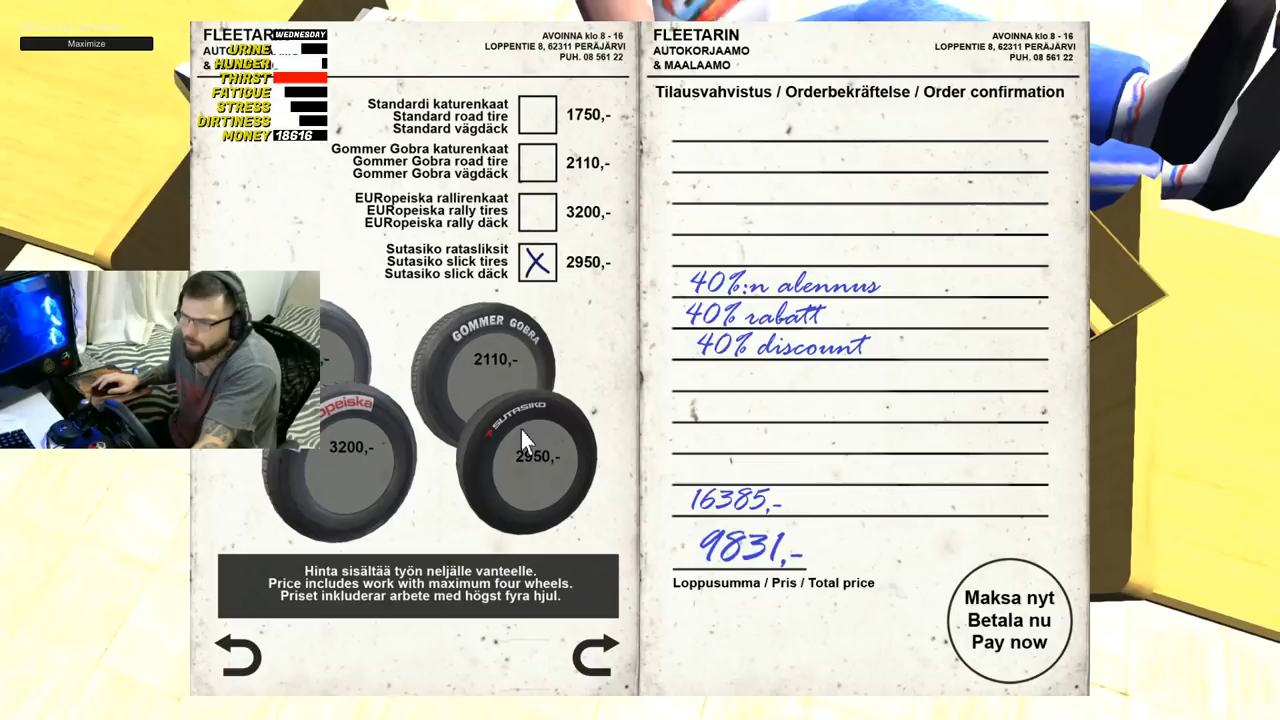 Maximize
WEDNESDAY
URINE
HUNGER
THIRST
FATIGUE
STRESS
DIRTINESS
MONEY 18616
AVOINNA klo 8 - 16
LOPPENTIE 8, 62311 PERÄJÄRVI
PUH. 08 561 22
Standardi katurenkaat
Standard road tire
Standard vägdäck
1750,-
Gommer Gobra katurenkaat
Gommer Gobra road tire
Gommer Gobra vägdäck
2110,-
EURopeiska rallirenkaat
EURopeiska rally tires
EURopeiska rally däck
3200,-
Sutasiko ratasliksit
Sutasiko slick tires
Sutasiko slick däck
X
2950,-
GOMMER GOBRA
2110,-
peiska
3200,-
SUTASIKO
2950,-
Hinta sisältää työn neljälle vanteelle.
Price includes work with maximum four wheels.
Priset inkluderar arbete med högst fyra hjul.
FLEETARIN
AUTOKORJAAMO
& MAALAAMO
AVOINNA klo 8 - 16
LOPPENTIE 8, 62311 PERÄJÄRVI
PUH. 08 561 22
Tilausvahvistus / Orderbekräftelse / Order confirmation
40%:n alennus
40% rabatt
40% discount
16385,-
9831,-
Loppusumma / Pris / Total price
Maksa nyt
Betala nu
Pay now